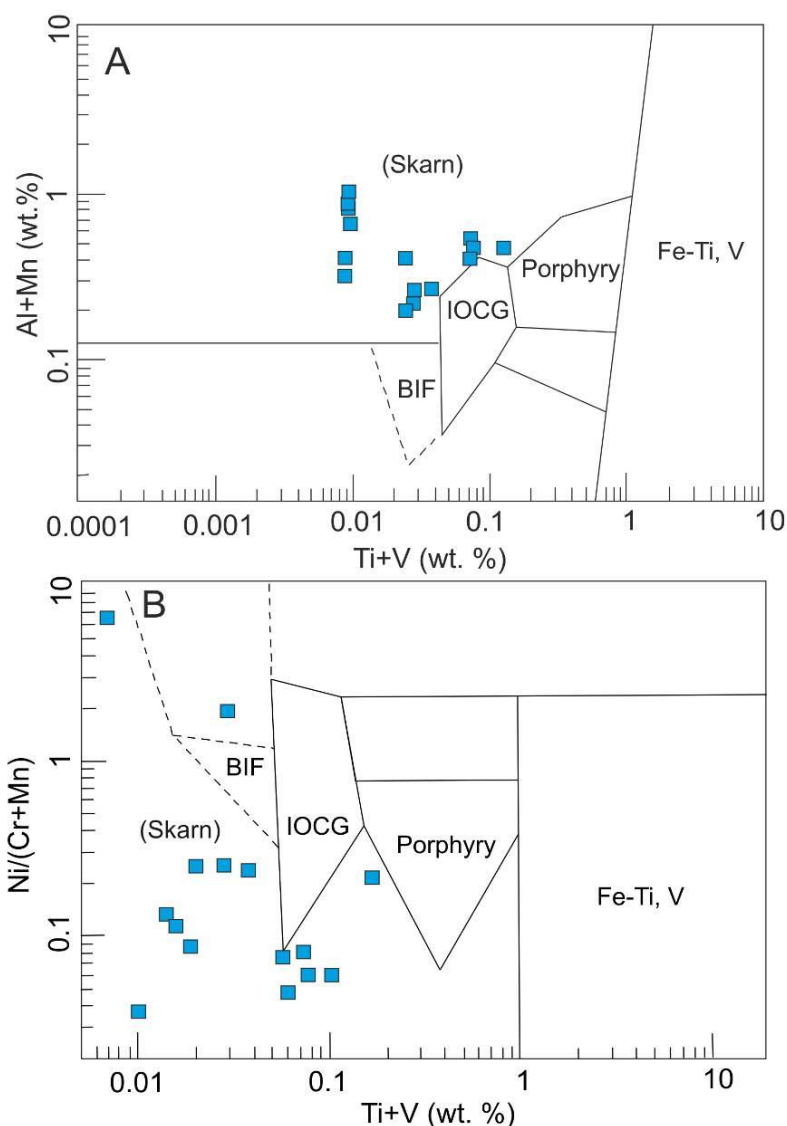 A
10
1
0.1
Al+Mn (wt.%)
(Skarn)
Fe-Ti, V
Porphyry
IOCG
BIF
0.0001 0.001 0.01 0.1 1 10
Ti+V (wt. %)
B
10
1
0.1
Ni/(Cr+Mn)
BIF
(Skarn)
IOCG
Porphyry
Fe-Ti, V
0.01 0.1 1 10
Ti+V (wt. %)